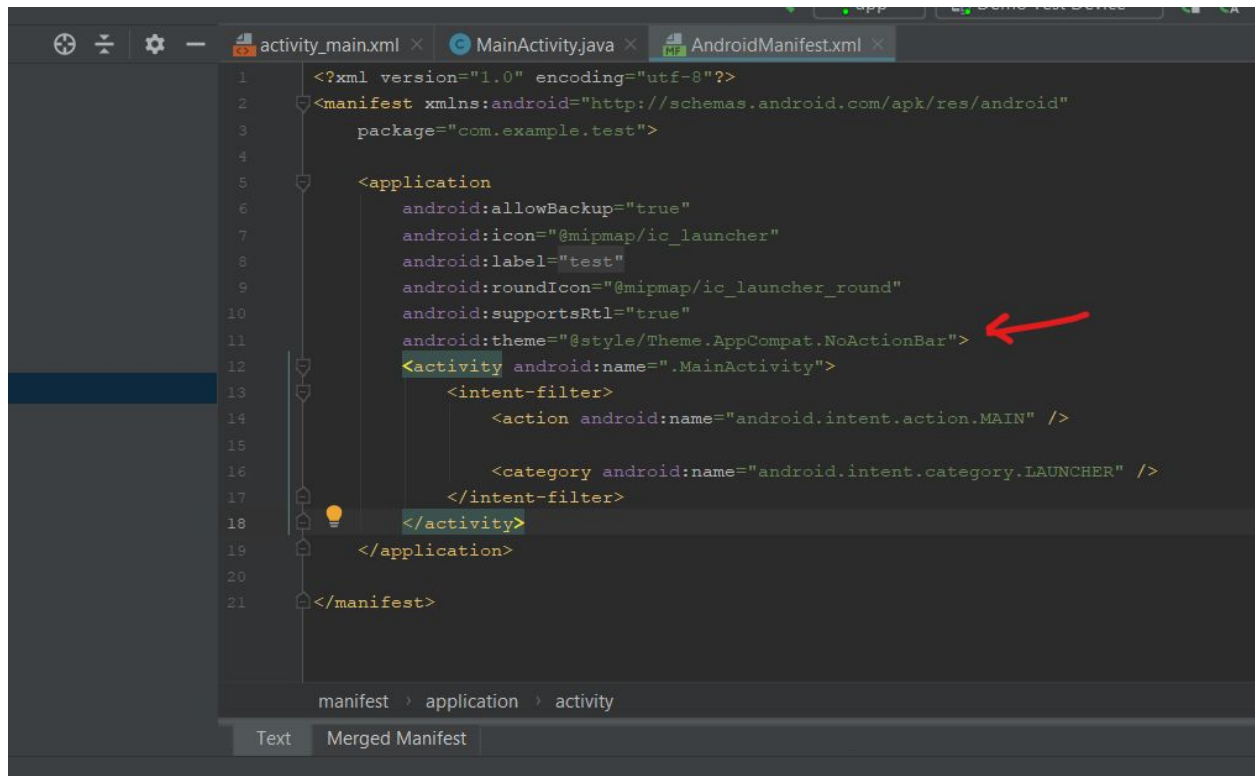 activity_main.xml
MainActivity.java
AndroidManifest.xml
1 <?xml version="1.0" encoding="utf-8"?>
2 <manifest xmlns:android="http://schemas.android.com/apk/res/android"
3 package="com.example.test">
4
5 <application
6 android:allowBackup="true"
7 android:icon="@mipmap/ic_launcher"
8 android:label="test"
9 android:roundIcon="@mipmap/ic_launcher_round"
10 android:supportsRtl="true"
11 android:theme="@style/Theme.AppCompat.NoActionBar">
12 <activity android:name=".MainActivity">
13 <intent-filter>
14 <action android:name="android.intent.action.MAIN" />
15
16 <category android:name="android.intent.category.LAUNCHER" />
17 </intent-filter>
18 </activity>
19 </application>
20
21 </manifest>
manifest › application › activity
Text Merged Manifest